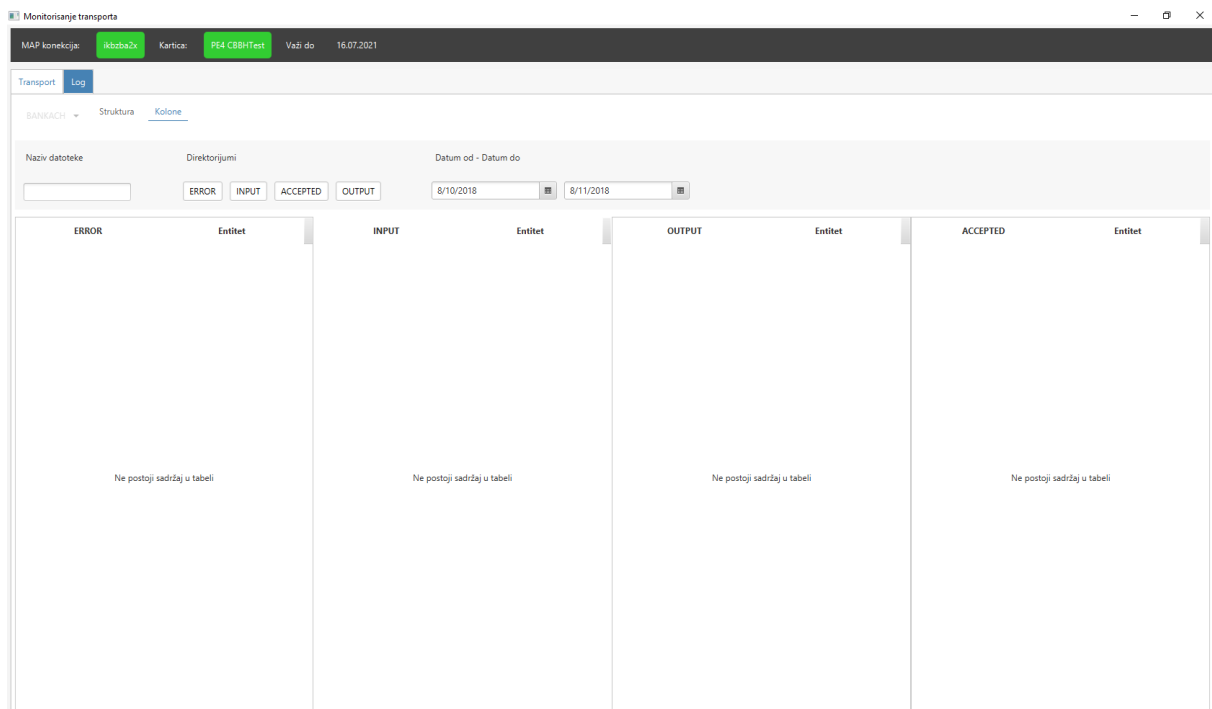 Monitorisanje transporta
MAP konekcija: ikbzba2x Kartica: PE4 CBBHTest Važi do 16.07.2021
Transport Log
BANKACH Struktura Kolone
Naziv datoteke Direktorijumi Datum od - Datum do
ERROR INPUT ACCEPTED OUTPUT 8/10/2018 8/11/2018
ERROR Entitet INPUT Entitet OUTPUT Entitet ACCEPTED Entitet
Ne postoji sadržaj u tabeli Ne postoji sadržaj u tabeli Ne postoji sadržaj u tabeli Ne postoji sadržaj u tabeli